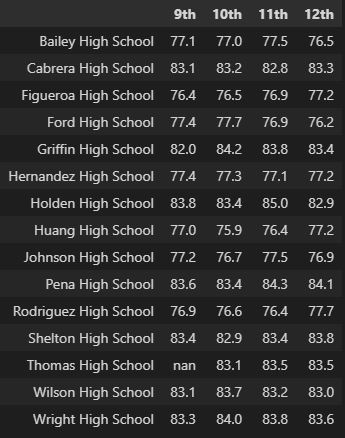 9th 10th 11th 12th
Bailey High School 77.1 77.0 77.5 76.5
Cabrera High School 83.1 83.2 82.8 83.3
Figueroa High School 76.4 76.5 76.9 77.2
Ford High School 77.4 77.7 76.9 76.2
Griffin High School 82.0 84.2 83.8 83.4
Hernandez High School 77.4 77.3 77.1 77.2
Holden High School 83.8 83.4 85.0 82.9
Huang High School 77.0 75.9 76.4 77.2
Johnson High School 77.2 76.7 77.5 76.9
Pena High School 83.6 83.4 84.3 84.1
Rodriguez High School 76.9 76.6 76.4 77.7
Shelton High School 83.4 82.9 83.4 83.8
Thomas High School nan 83.1 83.5 83.5
Wilson High School 83.1 83.7 83.2 83.0
Wright High School 83.3 84.0 83.8 83.6